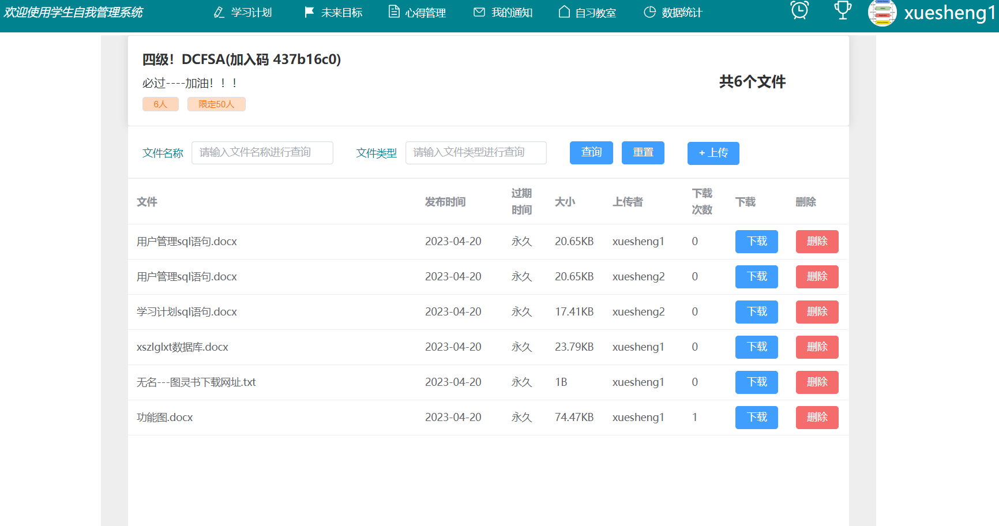 欢迎使用学生自我管理系统 学习计划 未来目标 心得管理 我的通知 自习教室 数据统计 xuesheng1
四级！DCFSA(加入码 437b16c0)
必过----加油！！！
共6个文件
6人 限定50人
文件名称 请输入文件名称进行查询 文件类型 请输入文件类型进行查询 查询 重置 + 上传
文件 发布时间 过期时间 大小 上传者 下载次数 下载 删除
用户管理sql语句.docx 2023-04-20 永久 20.65KB xuesheng1 0 下载 删除
用户管理sql语句.docx 2023-04-20 永久 20.65KB xuesheng2 0 下载 删除
学习计划sql语句.docx 2023-04-20 永久 17.41KB xuesheng2 0 下载 删除
xszlglxt数据库.docx 2023-04-20 永久 23.79KB xuesheng1 0 下载 删除
无名---图灵书下载网址.txt 2023-04-20 永久 1B xuesheng1 0 下载 删除
功能图.docx 2023-04-20 永久 74.47KB xuesheng1 1 下载 删除